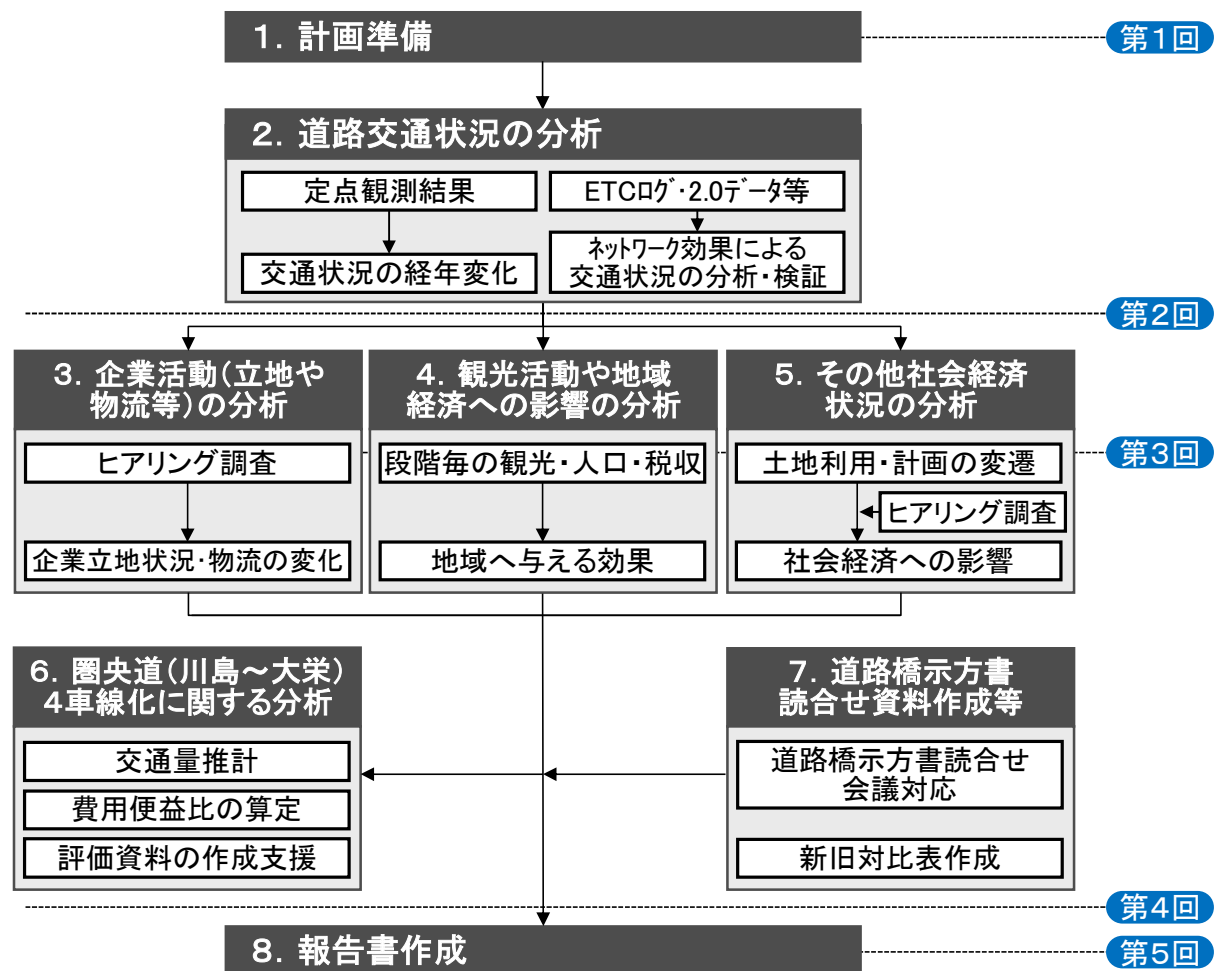 1. 計画準備
第1回
2. 道路交通状況の分析
定点観測結果
ETCログ・2.0データ等
交通状況の経年変化
ネットワーク効果による
交通状況の分析・検証
第2回
3. 企業活動(立地や
物流等)の分析
4. 観光活動や地域
経済への影響の分析
5. その他社会経済
状況の分析
ヒアリング調査
段階毎の観光・人口・税収
土地利用・計画の変遷
第3回
ヒアリング調査
企業立地状況・物流の変化
地域へ与える効果
社会経済への影響
6. 圏央道(川島～大栄)
4車線化に関する分析
交通量推計
費用便益比の算定
評価資料の作成支援
7. 道路橋示方書
読合せ資料作成等
道路橋示方書読合せ
会議対応
新旧対比表作成
第4回
8. 報告書作成
第5回